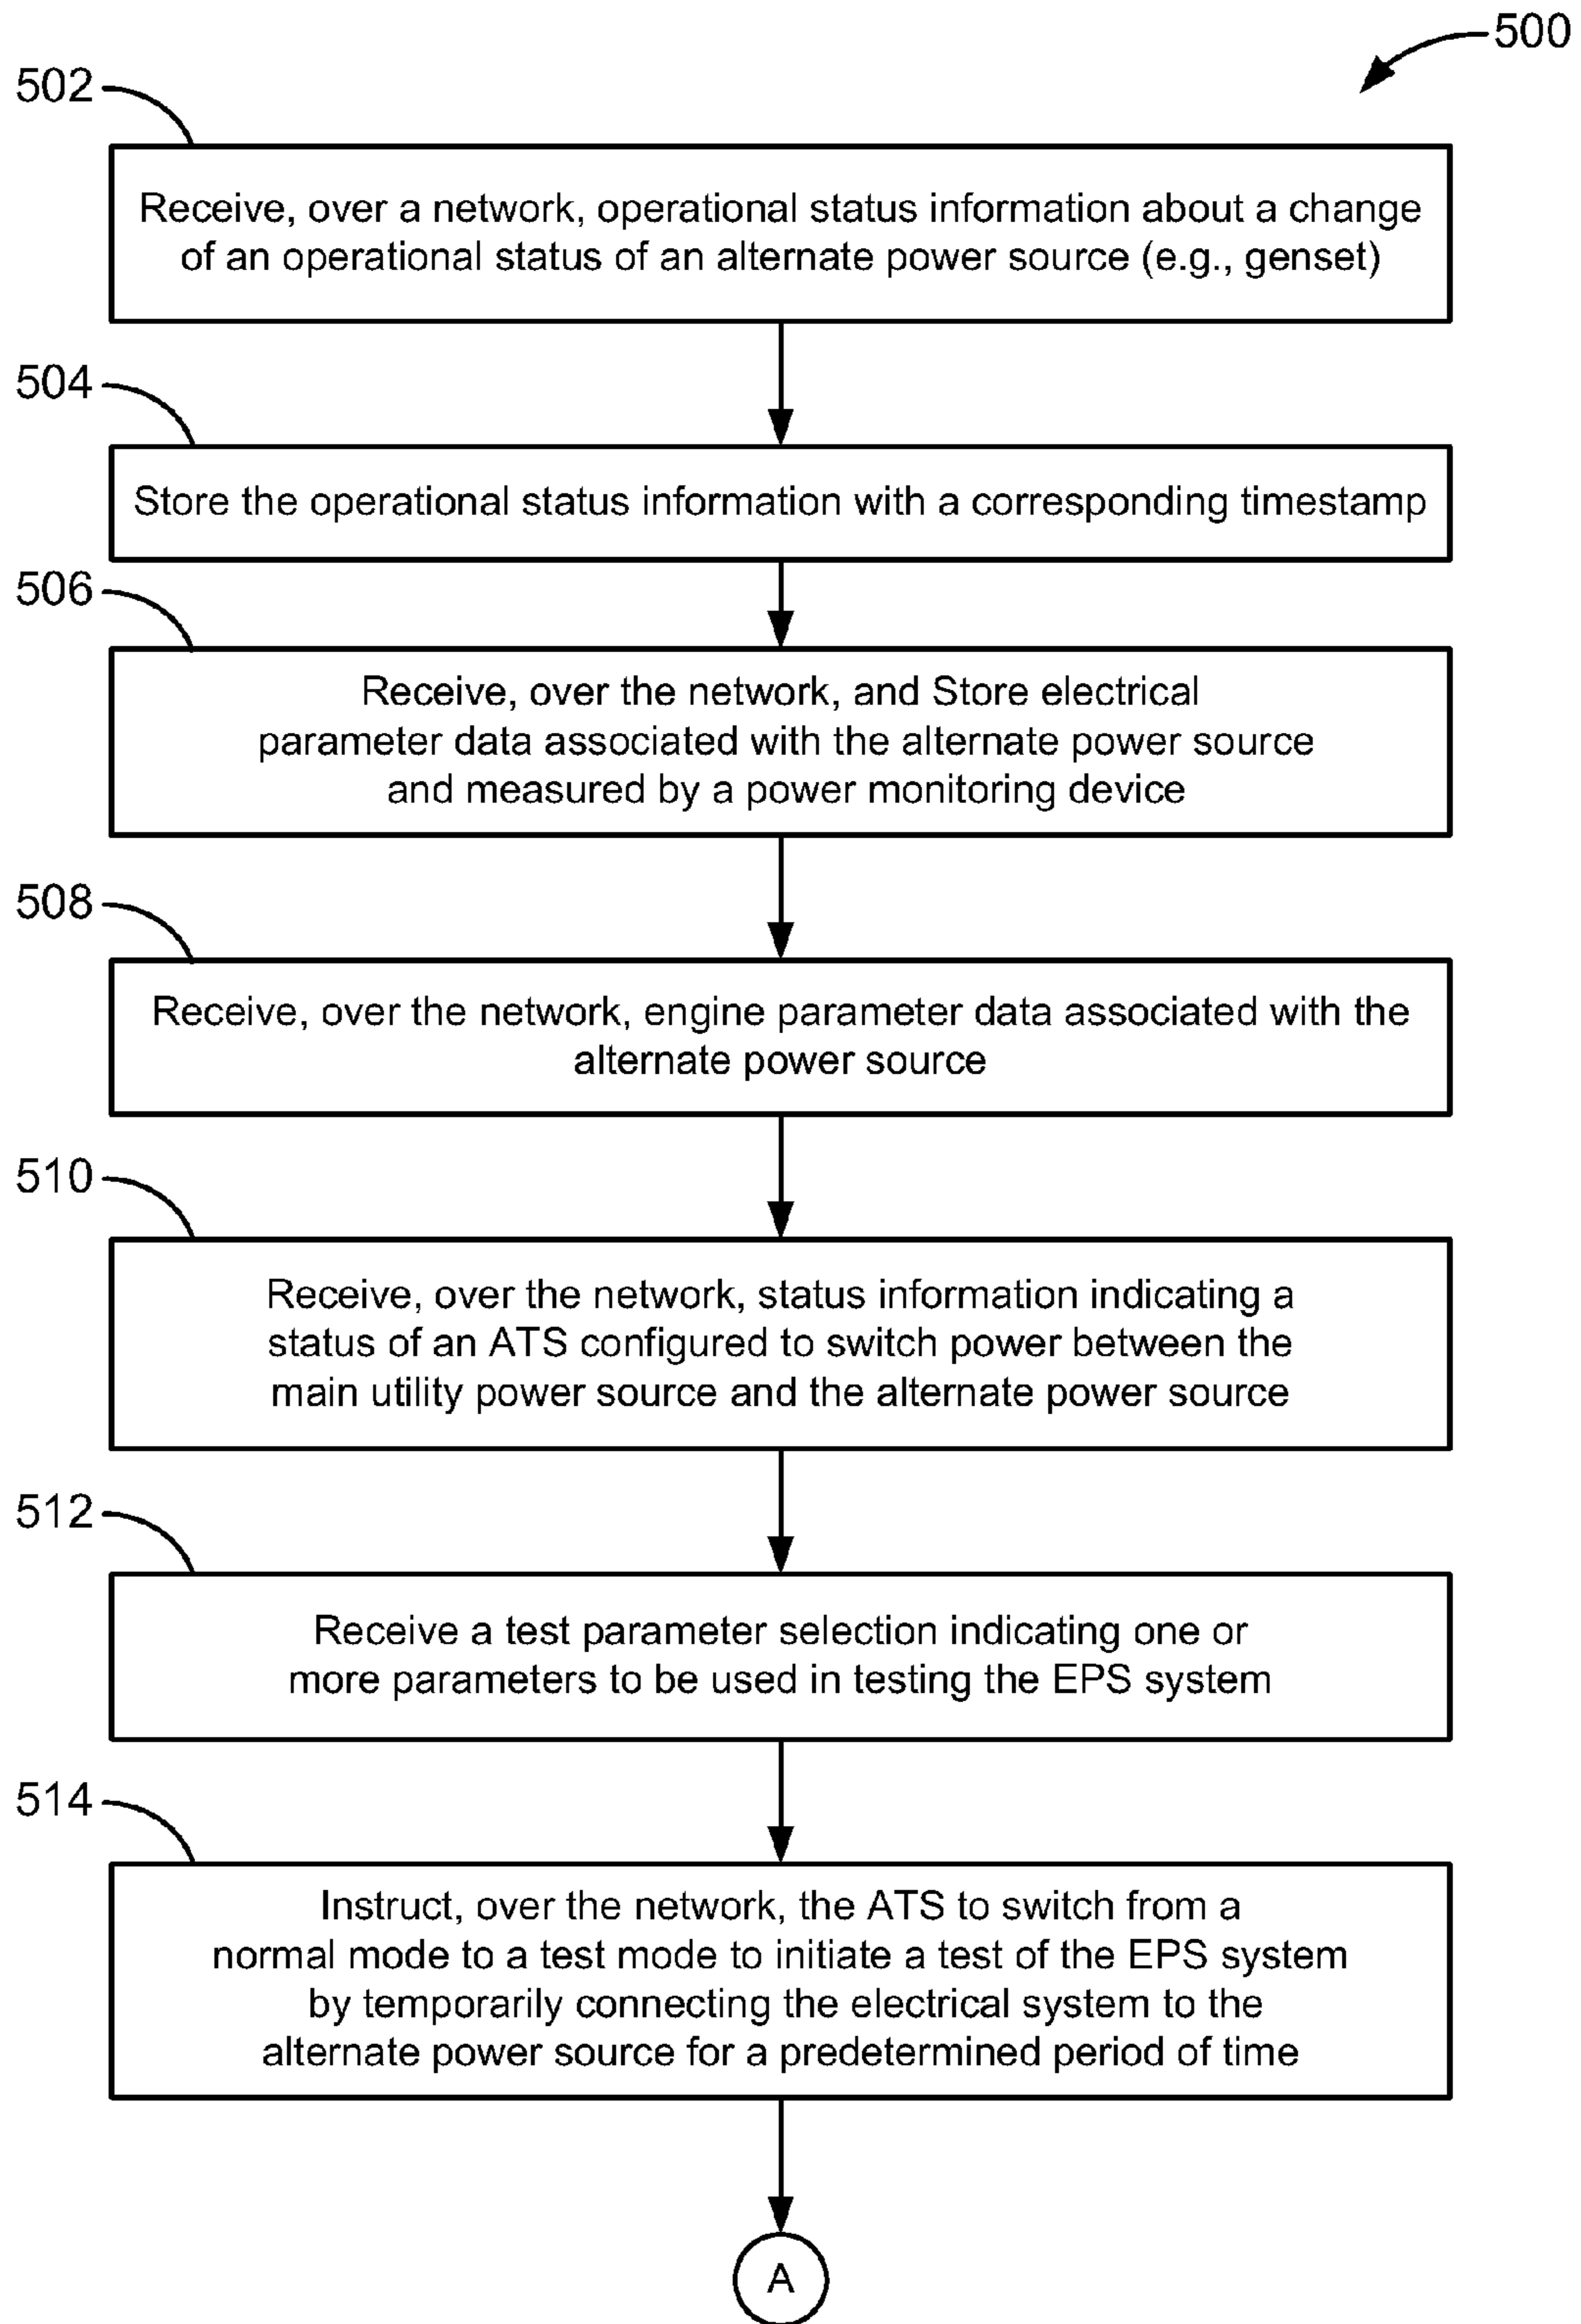 500
502
Receive, over a network, operational status information about a change
of an operational status of an alternate power source (e.g., genset)
504
Store the operational status information with a corresponding timestamp
506
Receive, over the network, and Store electrical
parameter data associated with the alternate power source
and measured by a power monitoring device
508
Receive, over the network, engine parameter data associated with the
alternate power source
510
Receive, over the network, status information indicating a
status of an ATS configured to switch power between the
main utility power source and the alternate power source
512
Receive a test parameter selection indicating one or
more parameters to be used in testing the EPS system
514
Instruct, over the network, the ATS to switch from a
normal mode to a test mode to initiate a test of the EPS system
by temporarily connecting the electrical system to the
alternate power source for a predetermined period of time
A